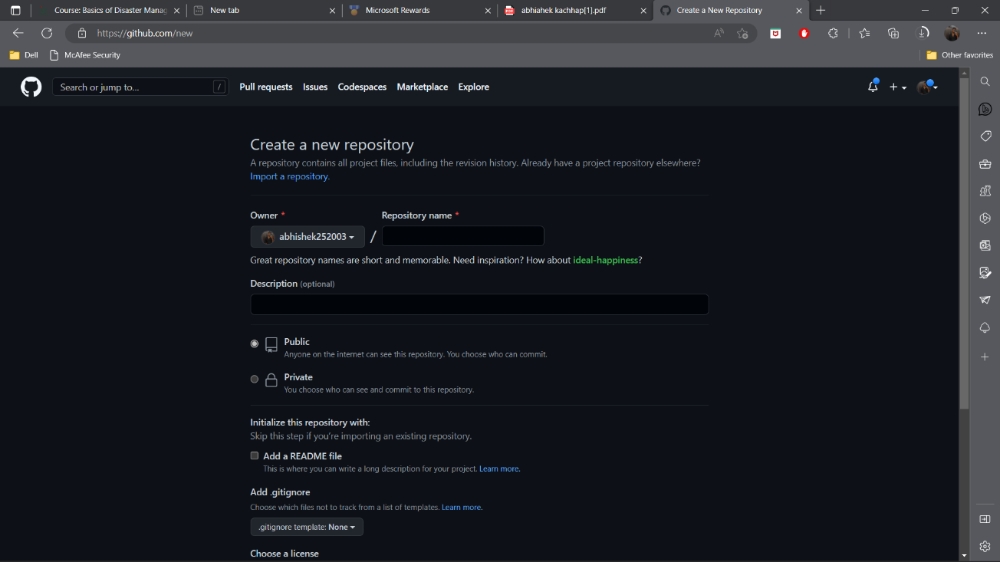 Course: Basics of Disaster Manag
New tab
Microsoft Rewards
PDF
abhiahek kachhap[1].pdf
Create a New Repository
https://github.com/new
Dell
McAfee Security
Other favorites
Search or jump to...
/
Pull requests
Issues
Codespaces
Marketplace
Explore
Create a new repository
A repository contains all project files, including the revision history. Already have a project repository elsewhere?
Import a repository.
Owner *
Repository name *
abhishek252003
/
Great repository names are short and memorable. Need inspiration? How about ideal-happiness?
Description (optional)
Public
Anyone on the internet can see this repository. You choose who can commit.
Private
You choose who can see and commit to this repository.
Initialize this repository with:
Skip this step if you're importing an existing repository.
Add a README file
This is where you can write a long description for your project. Learn more.
Add .gitignore
Choose which files not to track from a list of templates. Learn more.
.gitignore template: None
Choose a license